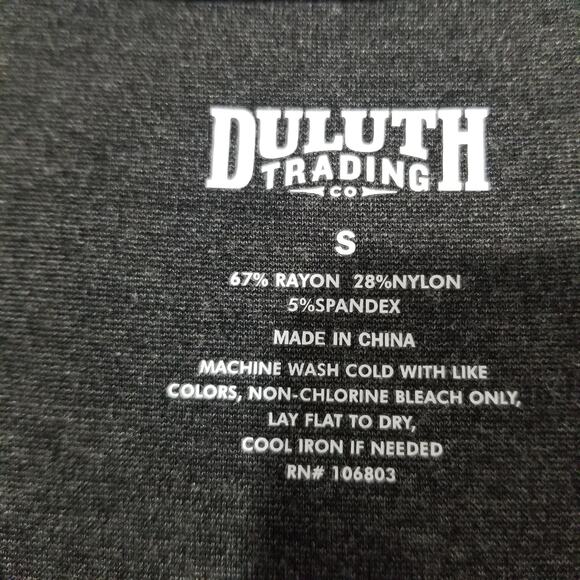 DULUTH
TRADING
CO
S
67% RAYON 28%NYLON
5%SPANDEX
MADE IN CHINA
MACHINE WASH COLD WITH LIKE
COLORS, NON-CHLORINE BLEACH ONLY,
LAY FLAT TO DRY,
COOL IRON IF NEEDED
RN# 106803